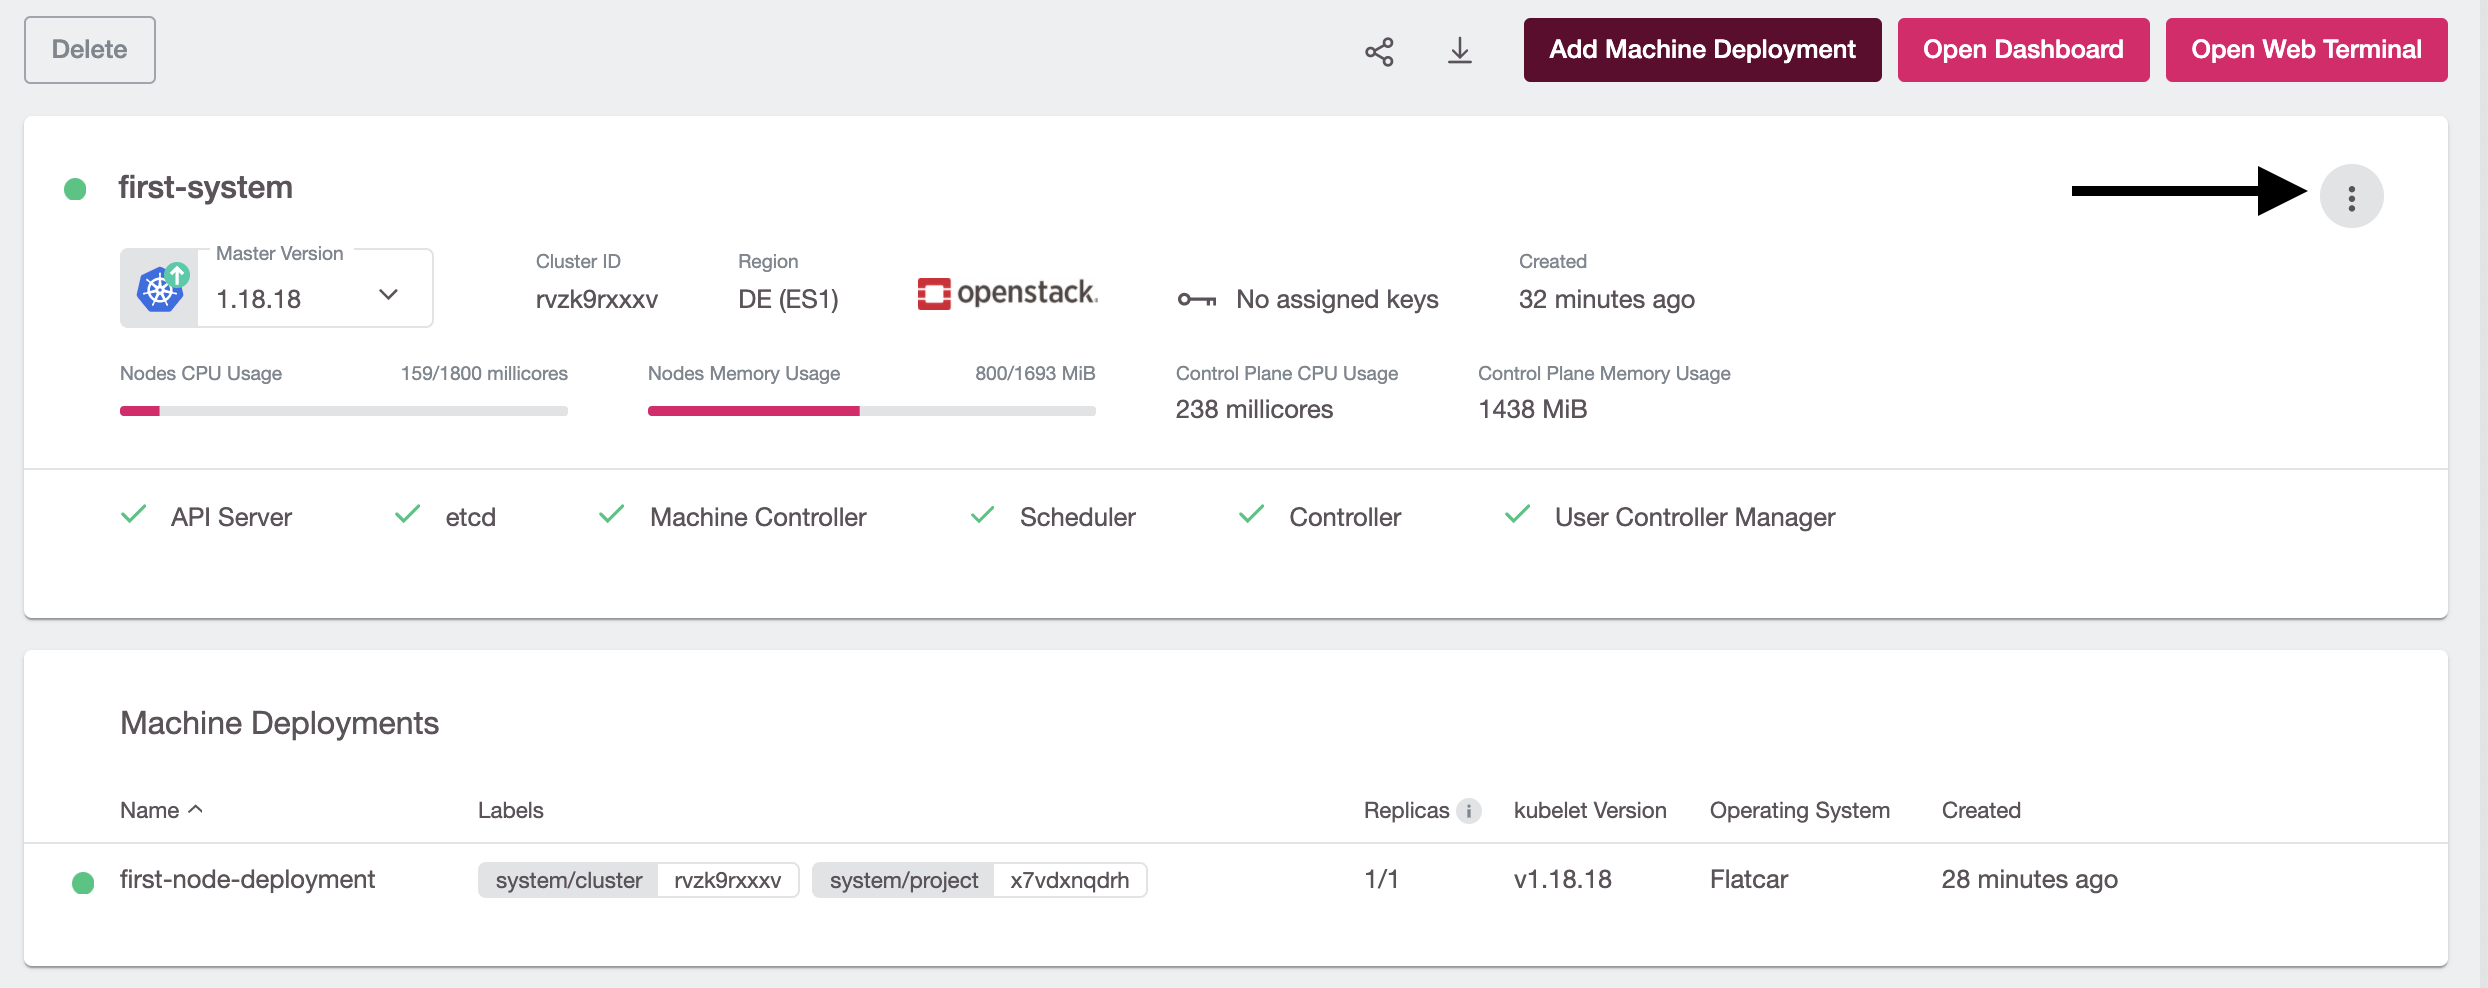 Delete
Add Machine Deployment
Open Dashboard
Open Web Terminal
first-system
Master Version
1.18.18
Cluster ID
rvzk9rxxxv
Region
DE (ES1)
openstack.
No assigned keys
Created
32 minutes ago
Nodes CPU Usage
159/1800 millicores
Nodes Memory Usage
800/1693 MiB
Control Plane CPU Usage
238 millicores
Control Plane Memory Usage
1438 MiB
API Server
etcd
Machine Controller
Scheduler
Controller
User Controller Manager
Machine Deployments
Name Labels Replicas i kubelet Version Operating System Created
first-node-deployment system/cluster rvzk9rxxxv system/project x7vdxnqdrh 1/1 v1.18.18 Flatcar 28 minutes ago